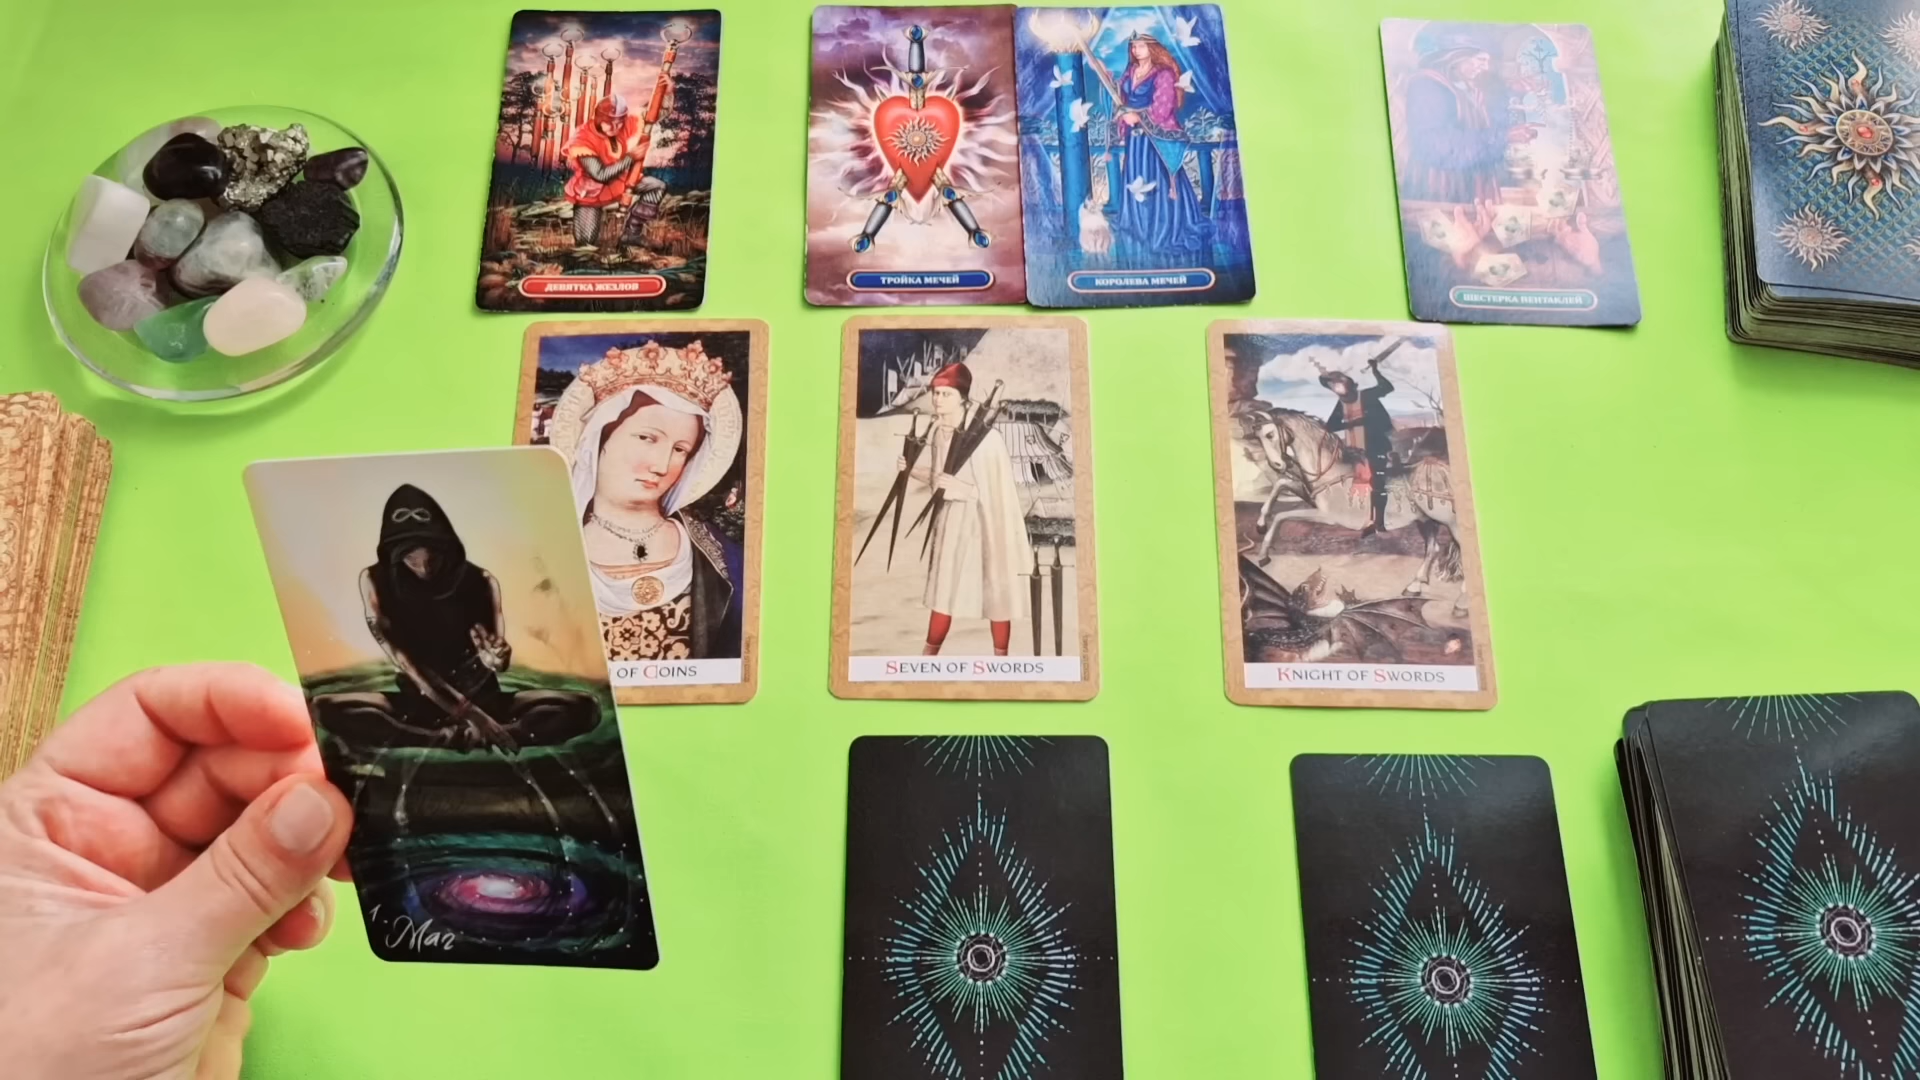 ДЕВЯТКА ЖЕЗЛОВ
ТРОЙКА МЕЧЕЙ
КОРОЛЕВА МЕЧЕЙ
ШЕСТЕРКА ПЕНТАКЛЕЙ
OF COINS
SEVEN OF SWORDS
KNIGHT OF SWORDS
1. Маг